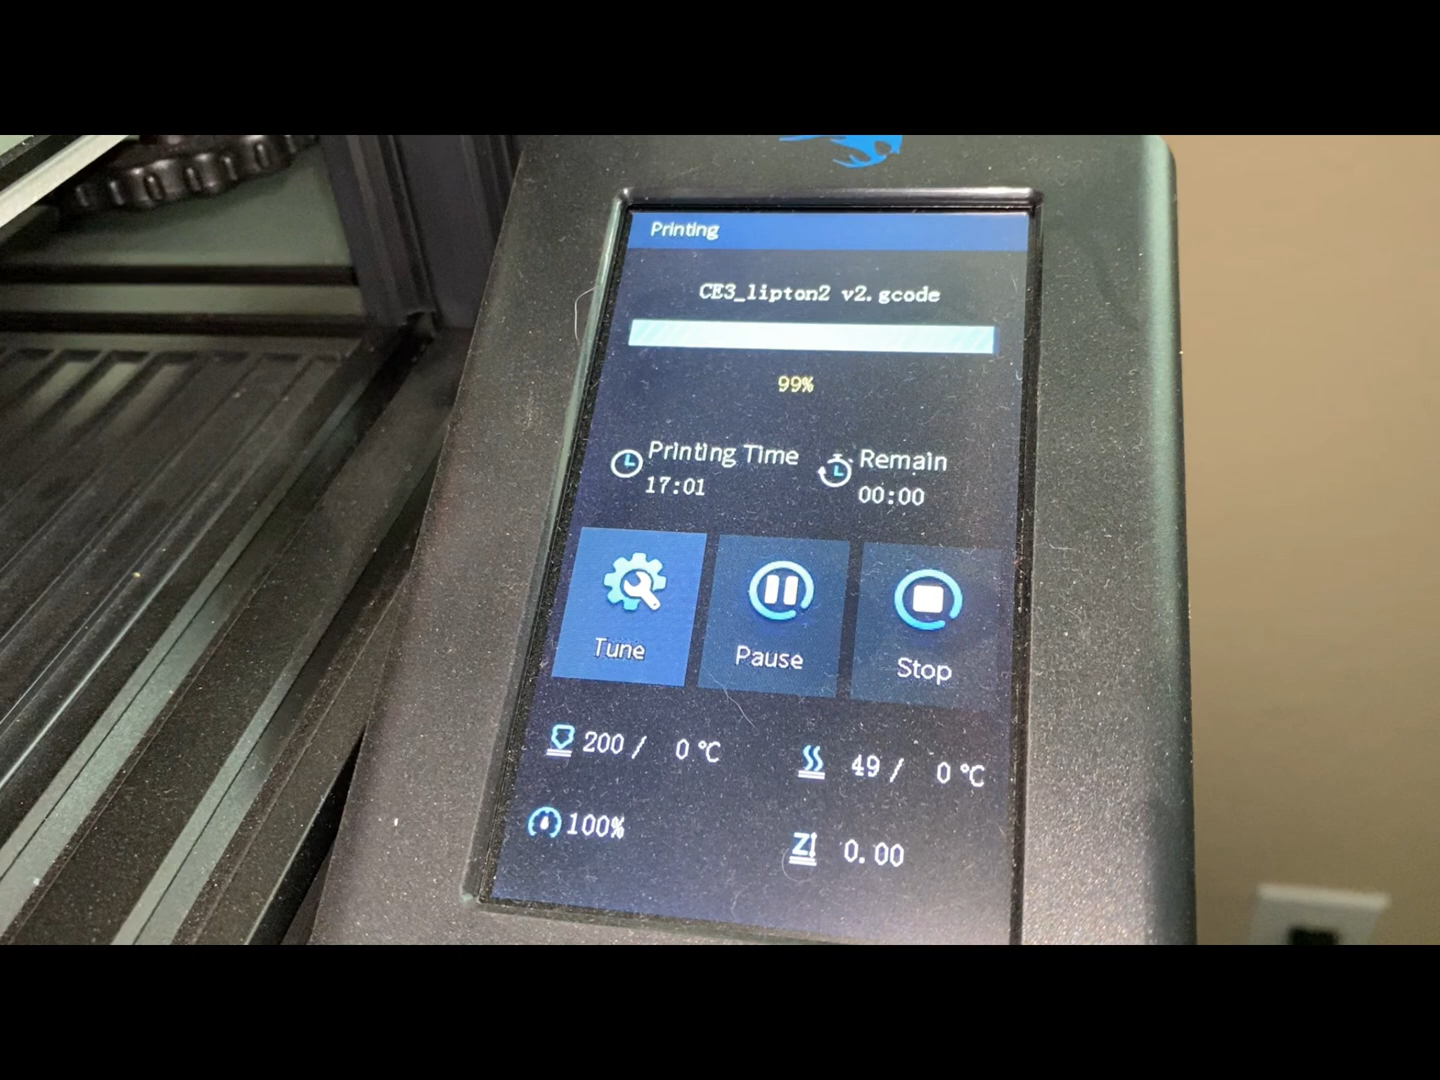 Printing
CE3_lipton2 v2.gcode
99%
Printing Time
17:01
Remain
00:00
Tune
Pause
Stop
200 / 0 ℃
49 / 0 ℃
100%
Z 0.00